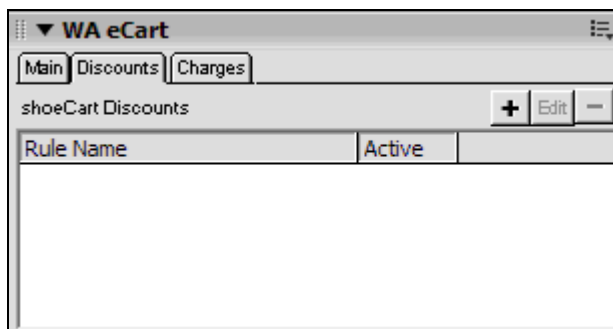 WA eCart
Main Discounts Charges
shoeCart Discounts + Edit −
Rule Name Active